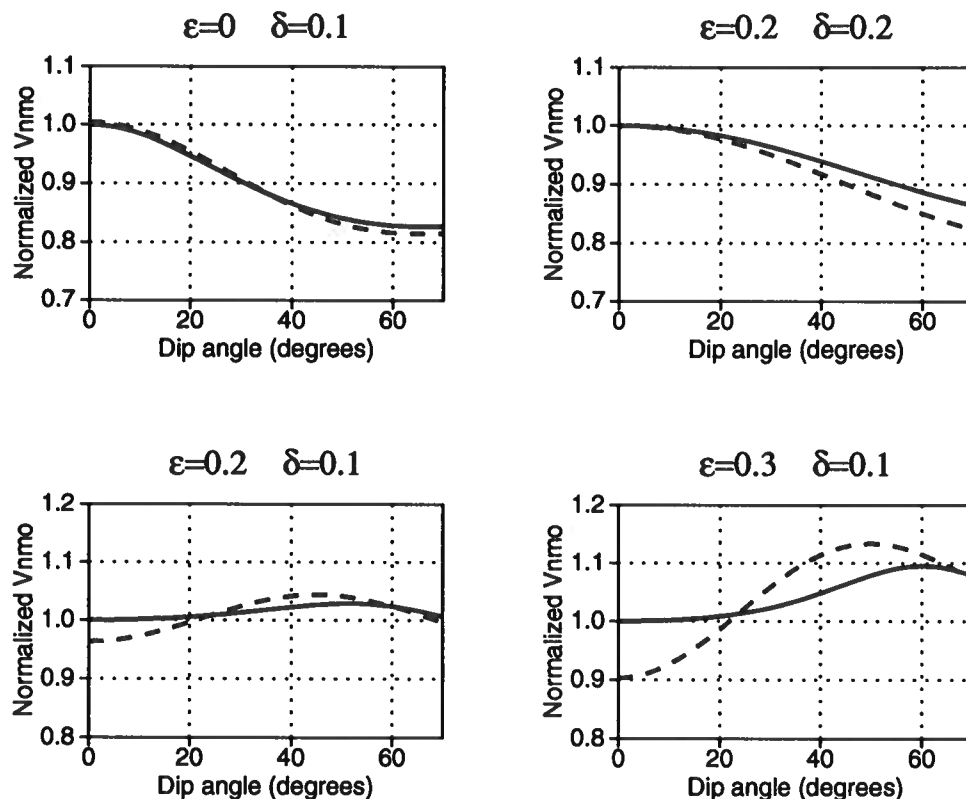 ε=0 δ=0.1
Normalized Vnmo
1.1
1.0
0.9
0.8
0.7
0 20 40 60
Dip angle (degrees)
ε=0.2 δ=0.2
Normalized Vnmo
1.1
1.0
0.9
0.8
0.7
0 20 40 60
Dip angle (degrees)
ε=0.2 δ=0.1
Normalized Vnmo
1.2
1.1
1.0
0.9
0.8
0 20 40 60
Dip angle (degrees)
ε=0.3 δ=0.1
Normalized Vnmo
1.2
1.1
1.0
0.9
0.8
0 20 40 60
Dip angle (degrees)